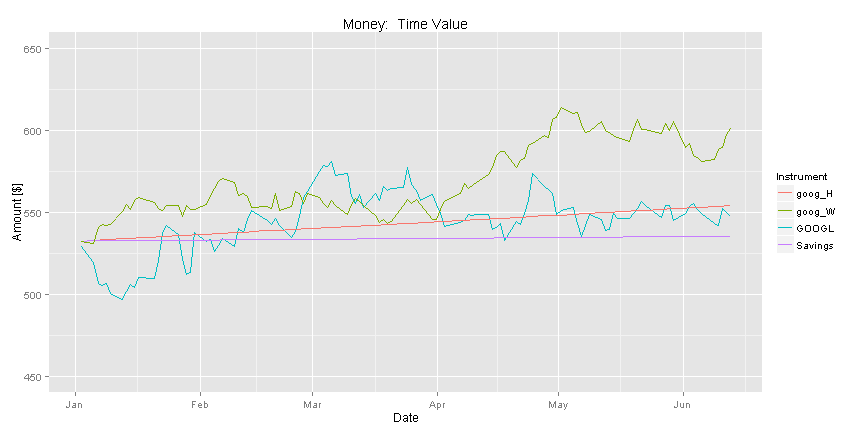 Money:  Time Value
650
600
550
500
450
Amount [$]
Jan Feb Mar Apr May Jun
Date
Instrument
goog_H
goog_W
GOOGL
Savings